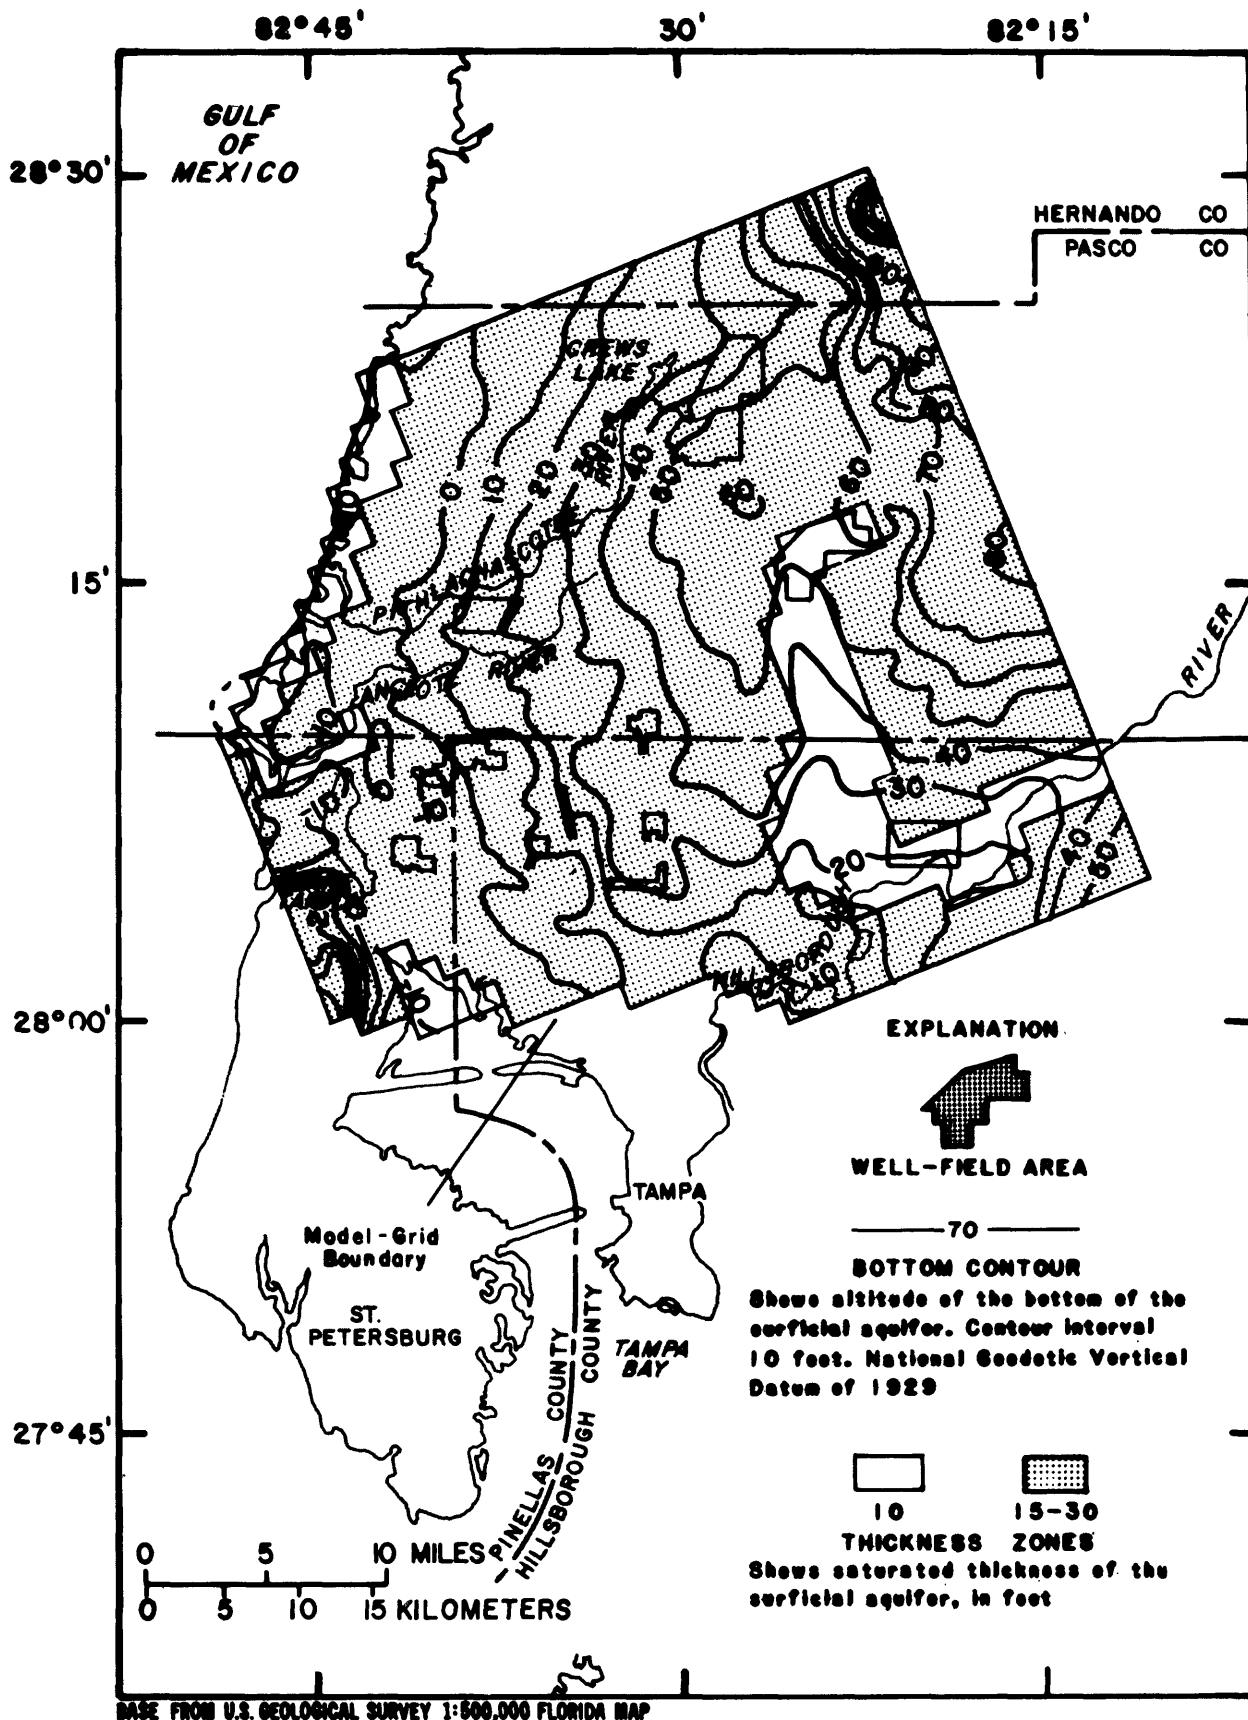 82°45' 30' 82°15'
GULF
OF
MEXICO
28°30'
HERNANDO CO
PASCO CO
CREWS
LAKE
RIVER
0 10 20 30 40 50 60 70
PITHLACHASCOTEE
15'
ANCLOTE RIVER
RIVER
40
30
20
40
50
HILLSBOROUGH
10
28°00'
EXPLANATION
WELL-FIELD AREA
TAMPA
70
Model-Grid
Boundary
BOTTOM CONTOUR
Shows altitude of the bottom of the
surficial aquifer. Contour interval
10 feet. National Geodetic Vertical
Datum of 1929
ST.
PETERSBURG
TAMPA
BAY
PINELLAS COUNTY
HILLSBOROUGH COUNTY
27°45'
10 15-30
THICKNESS ZONES
Shows saturated thickness of the
surficial aquifer, in feet
0 5 10 MILES
0 5 10 15 KILOMETERS
BASE FROM U.S. GEOLOGICAL SURVEY 1:500,000 FLORIDA MAP